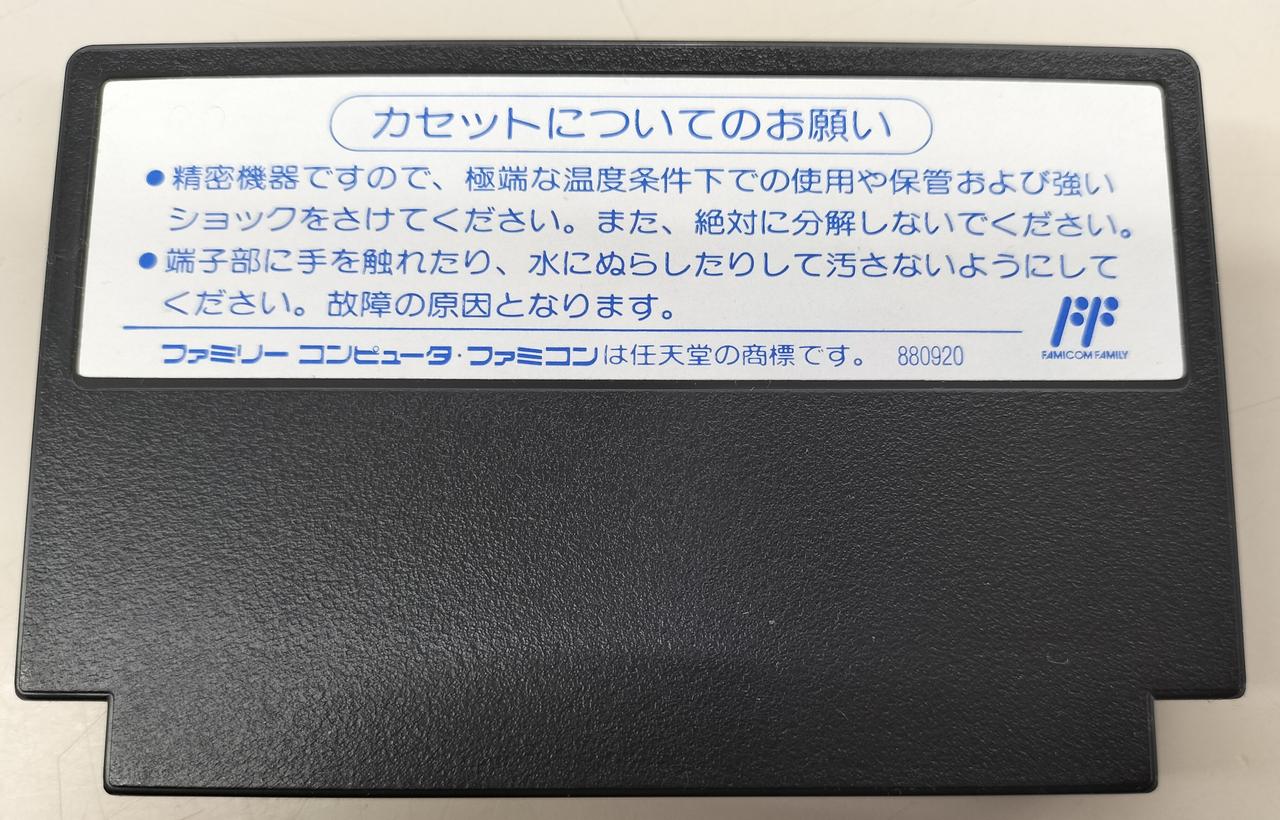 カセットについてのお願い
●精密機器ですので、極端な温度条件下での使用や保管および強い
ショックをさけてください。また、絶対に分解しないでください。
●端子部に手を触れたり、水にぬらしたりして汚さないようにして
ください。故障の原因となります。
ファミリー コンピュータ・ファミコンは任天堂の商標です。 880920
FAMICOM FAMILY